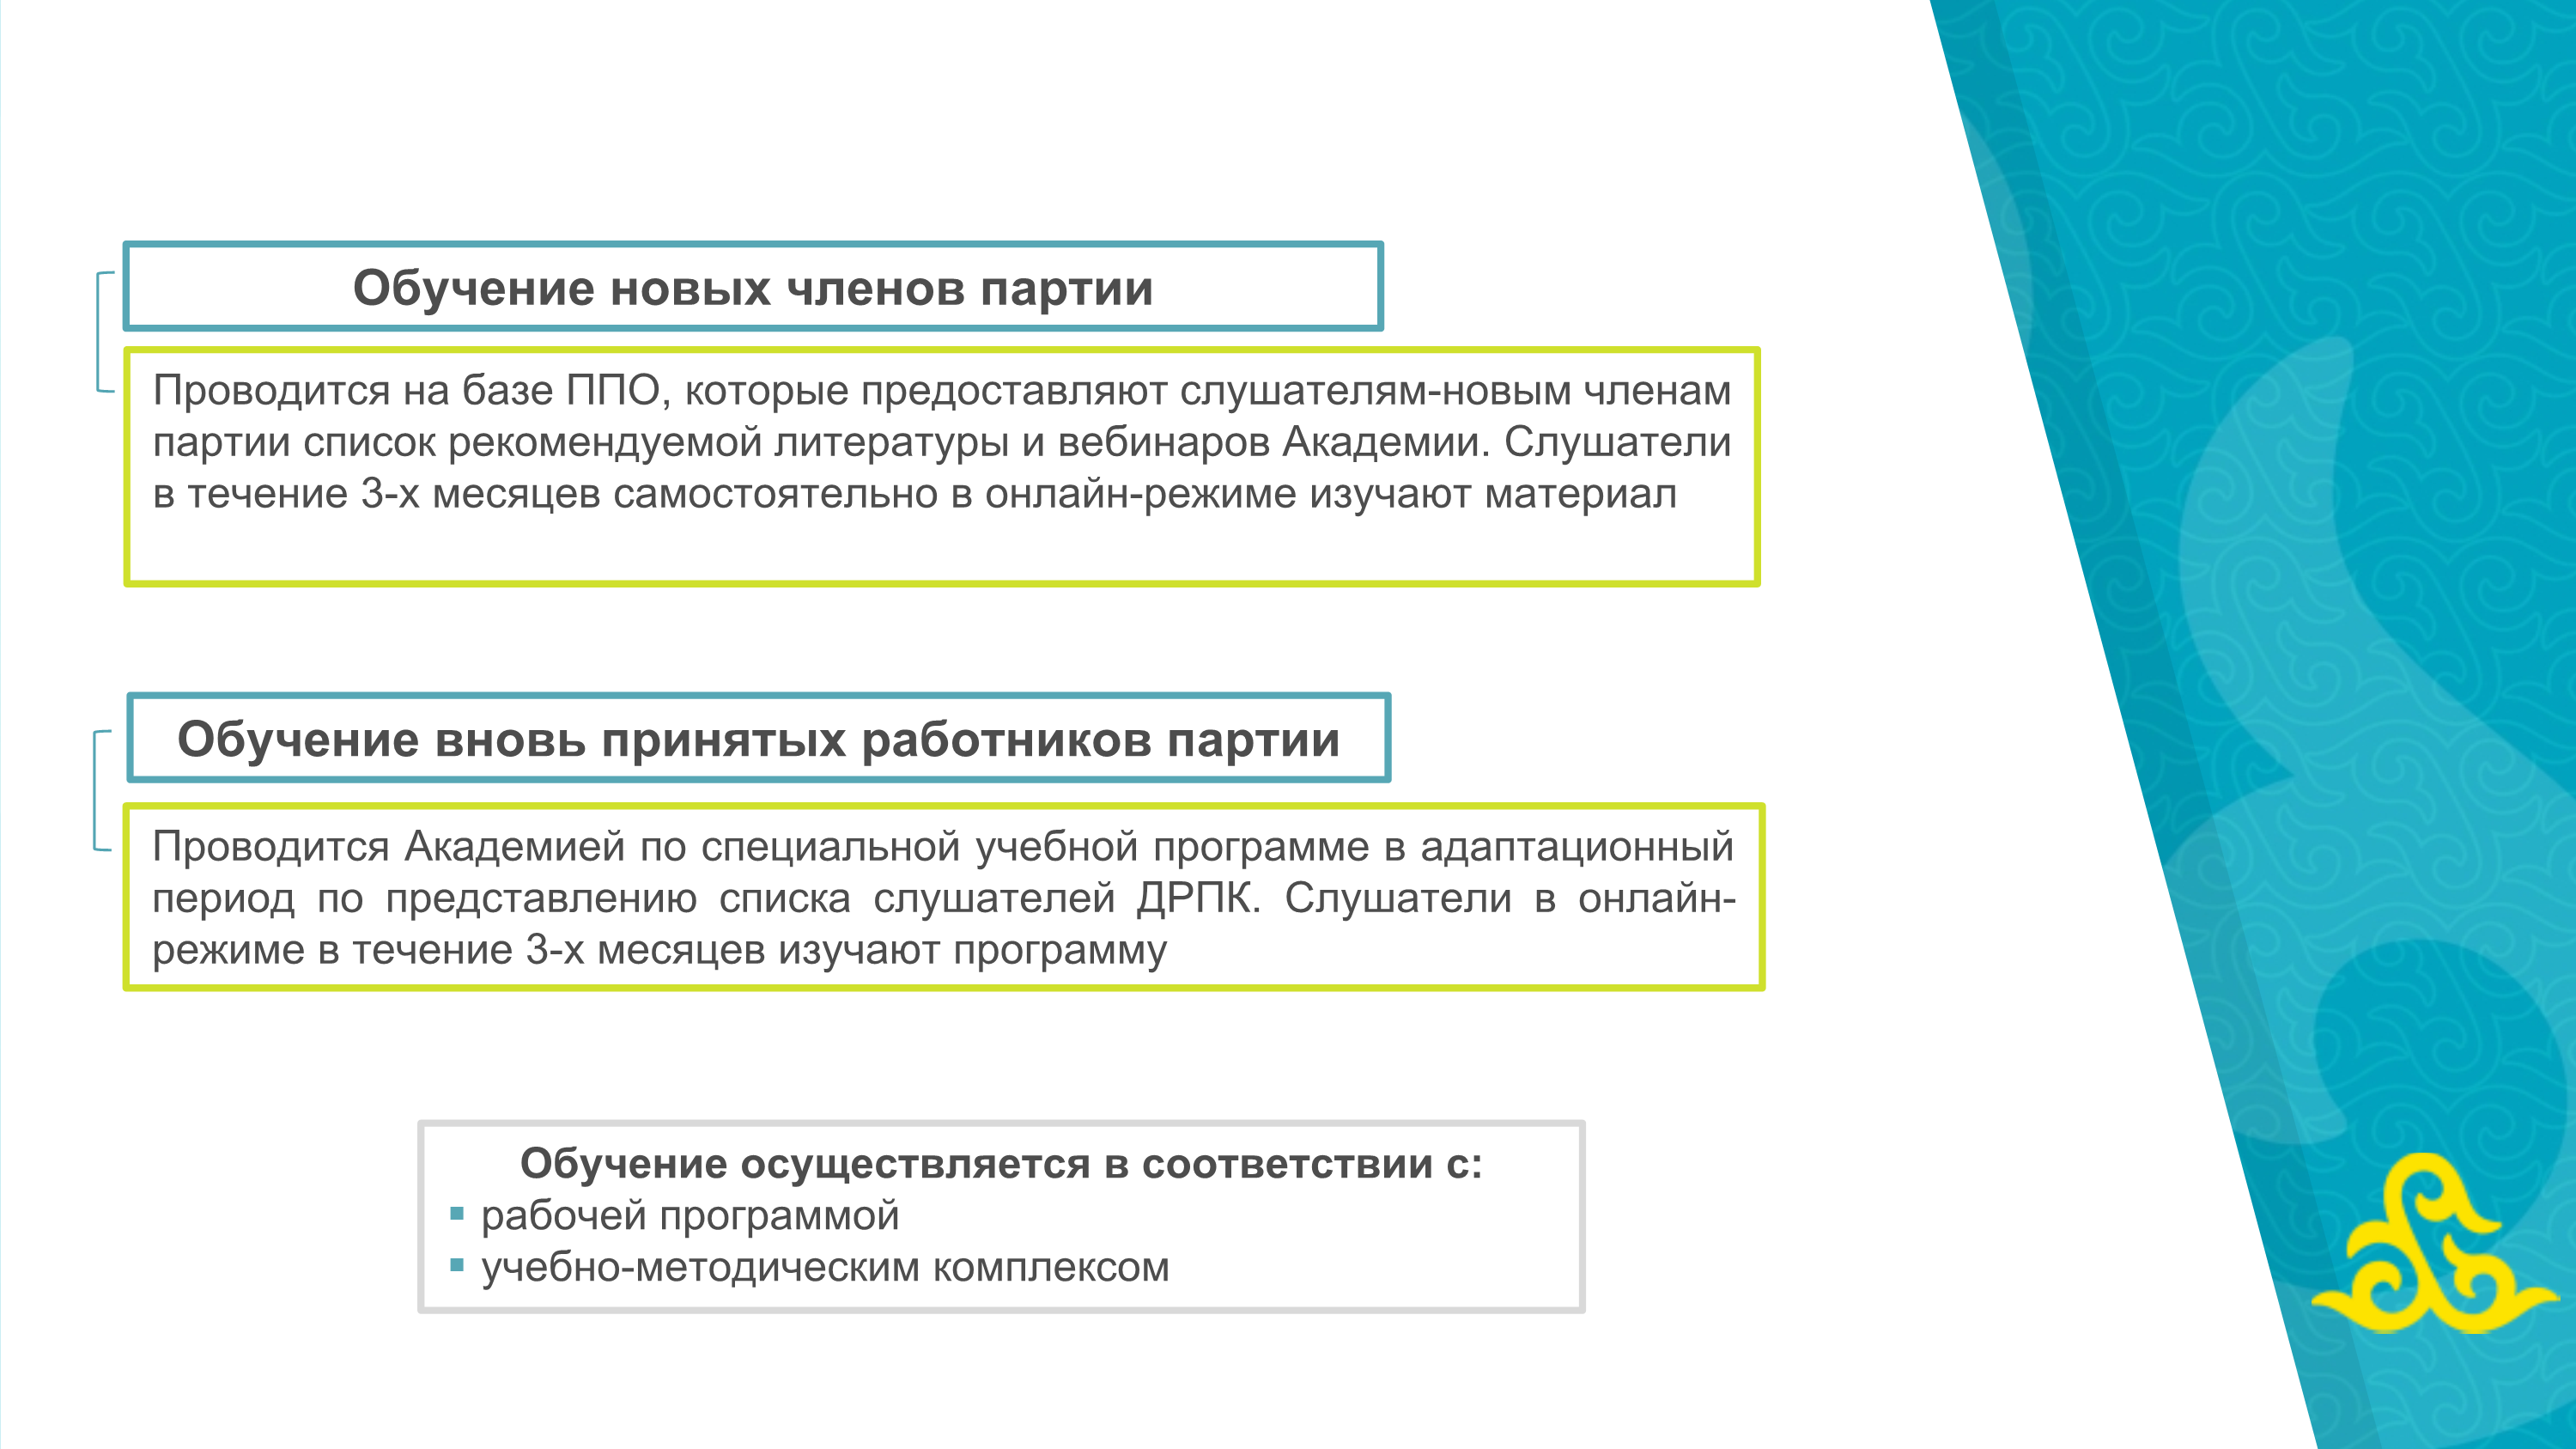 Обучение новых членов партии
Проводится на базе ППО, которые предоставляют слушателям-новым членам
партии список рекомендуемой литературы и вебинаров Академии. Слушатели
в течение 3-х месяцев самостоятельно в онлайн-режиме изучают материал
Обучение вновь принятых работников партии
Проводится Академией по специальной учебной программе в адаптационный
период по представлению списка слушателей ДРПК. Слушатели в онлайн-
режиме в течение 3-х месяцев изучают программу
Обучение осуществляется в соответствии с:
▪ рабочей программой
▪ учебно-методическим комплексом